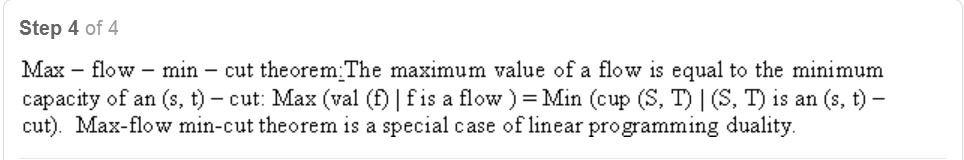 Step 4 of 4
Max – flow – min – cut theorem:The maximum value of a flow is equal to the minimum
capacity of an (s, t) – cut: Max (val (f) | f is a flow ) = Min (cup (S, T) | (S, T) is an (s, t) –
cut).  Max-flow min-cut theorem is a special case of linear programming duality.